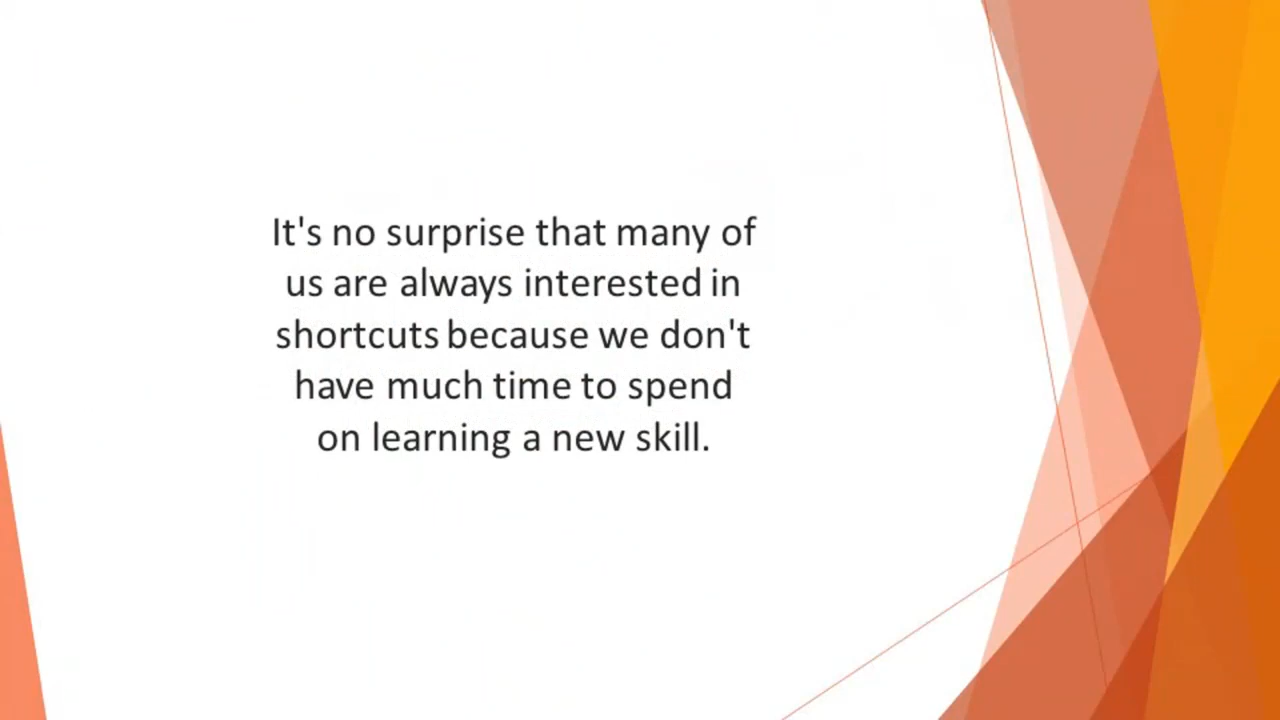 It's no surprise that many of
us are always interested in
shortcuts because we don't
have much time to spend
on learning a new skill.